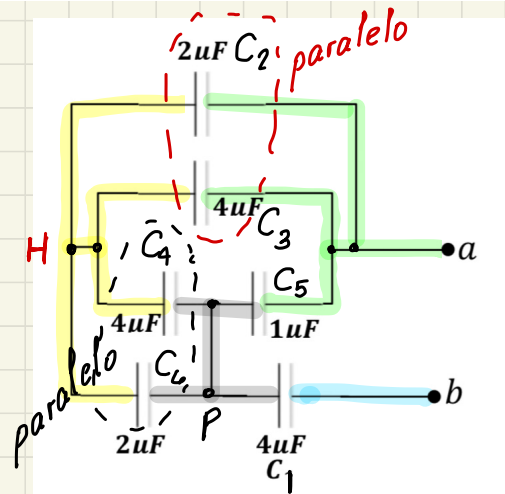 2uF C₂
paralelo
4uF
C₃
H
a
C₄
C₅
4uF
1uF
paralelo
C₆
b
P
2uF
4uF
C₁